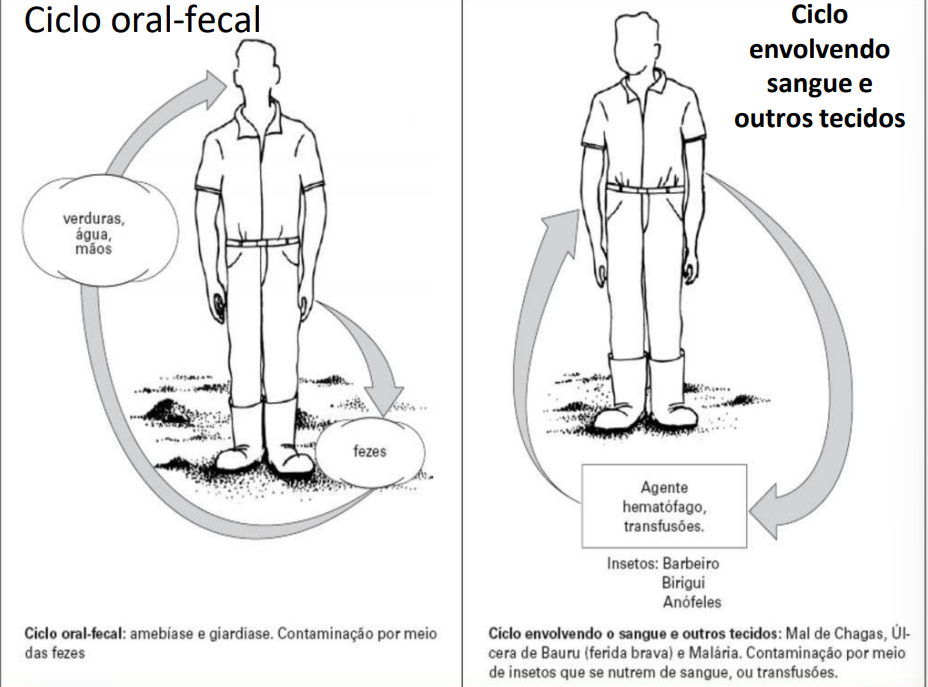 Ciclo oral-fecal
verduras,
água,
mãos
fezes
Ciclo oral-fecal: amebíase e giardiase. Contaminação por meio
das fezes
Ciclo
envolvendo
sangue e
outros tecidos
Agente
hematófago,
transfusões.
Insetos: Barbeiro
Birigui
Anófeles
Ciclo envolvendo o sangue e outros tecidos: Mal de Chagas, Úl-
cera de Bauru (ferida brava) e Malária. Contaminação por meio
de insetos que se nutrem de sangue, ou transfusões.